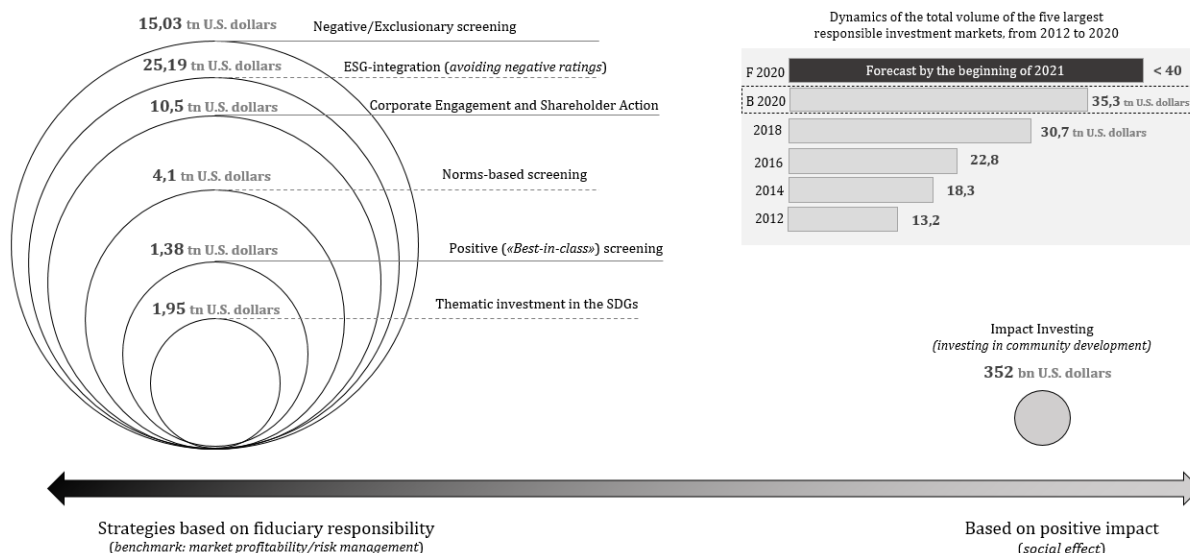 15,03 tn U.S. dollars
Negative/Exclusionary screening
25,19 tn U.S. dollars
ESG-integration (avoiding negative ratings)
10,5 tn U.S. dollars
Corporate Engagement and Shareholder Action
4,1 tn U.S. dollars
Norms-based screening
1,38 tn U.S. dollars
Positive («Best-in-class») screening
1,95 tn U.S. dollars
Thematic investment in the SDGs
Dynamics of the total volume of the five largest
responsible investment markets, from 2012 to 2020
F 2020 Forecast by the beginning of 2021 < 40
B 2020 35,3 tn U.S. dollars
2018 30,7 tn U.S. dollars
2016 22,8
2014 18,3
2012 13,2
Impact Investing
(investing in community development)
352 bn U.S. dollars
Strategies based on fiduciary responsibility
(benchmark: market profitability/risk management)
Based on positive impact
(social effect)